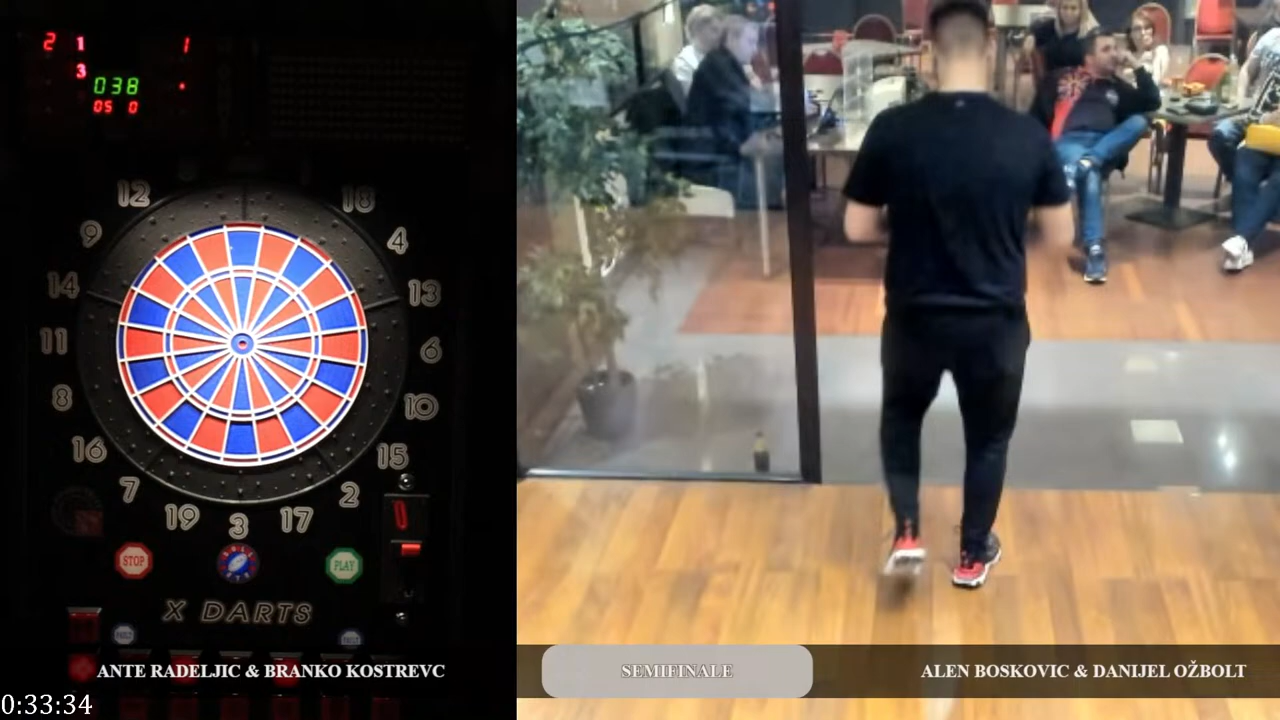 2 1 1
3
038
05 0
12 18
9 4
14 13
11 6
8 10
16 15
7 2
19 3 17
0
STOP PLAY
X DARTS
ANTE RADELJIC & BRANKO KOSTREVC
SEMIFINALE
ALEN BOSKOVIC & DANIJEL OŽBOLT
0:33:34